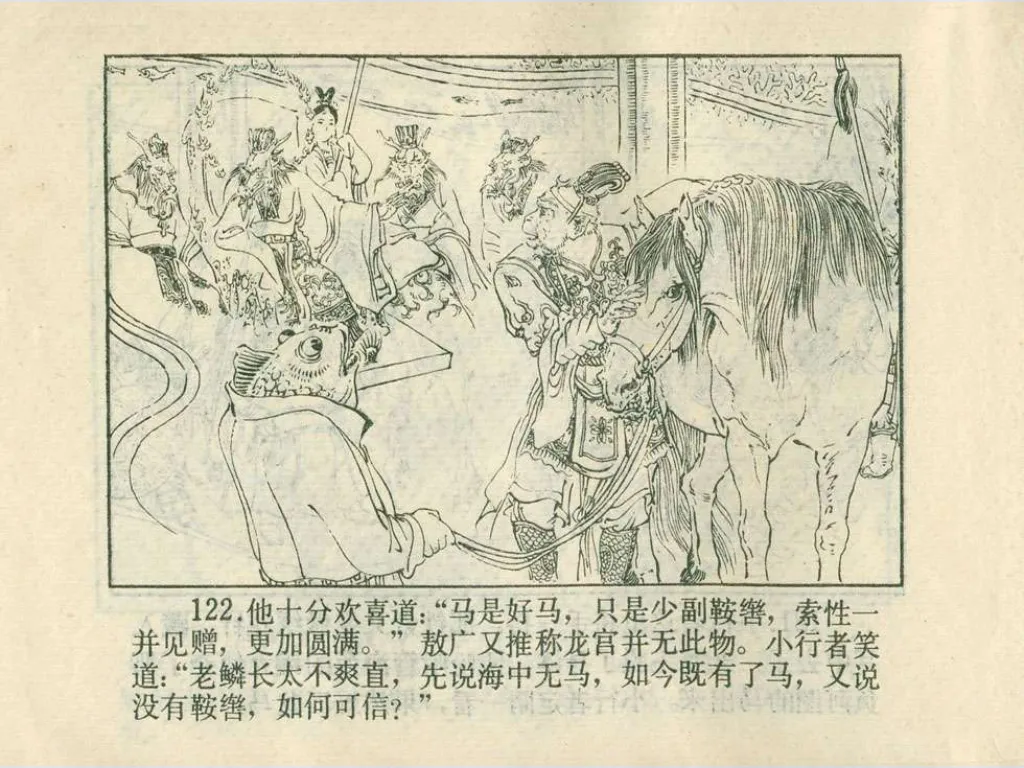 122.他十分欢喜道：“马是好马，只是少副鞍辔，索性一
并见赠，更加圆满。”敖广又推称龙宫并无此物。小行者笑
道：“老鳞长太不爽直，先说海中无马，如今既有了马，又说
没有鞍辔，如何可信？”